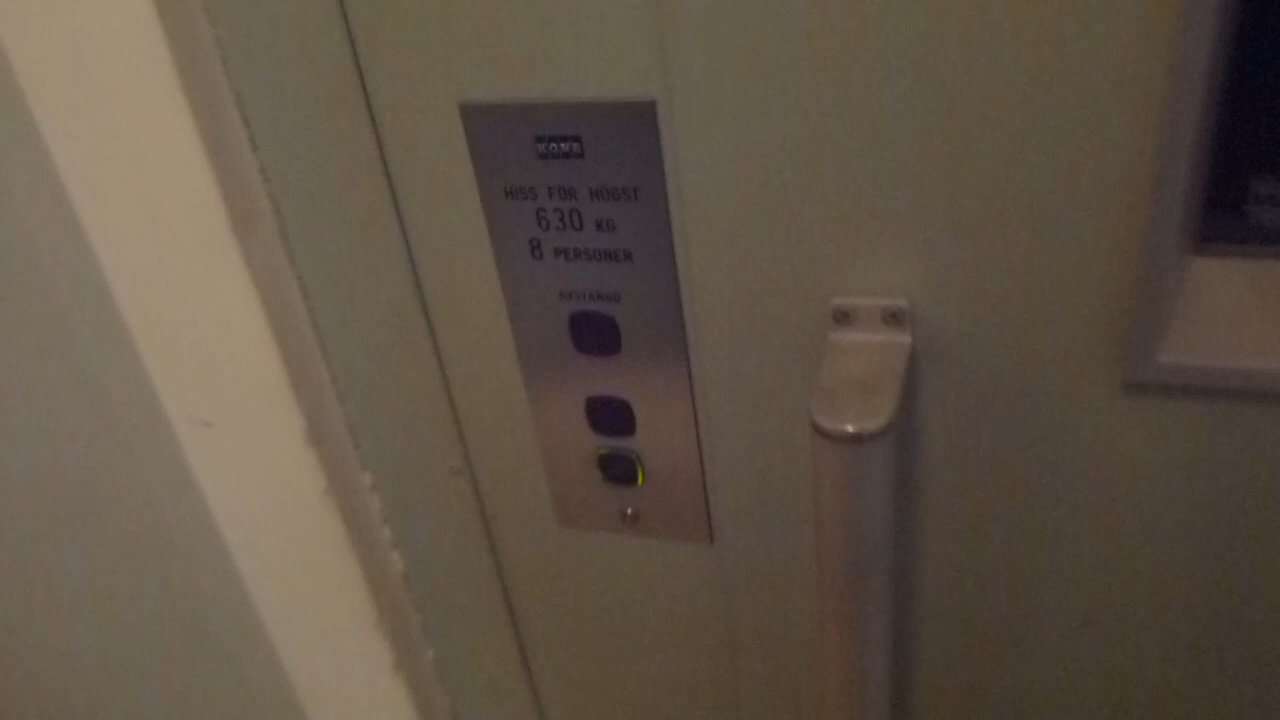 KONE
HISS FÖR HÖGST
630 KG
8 PERSONER
AVSTÄNGD